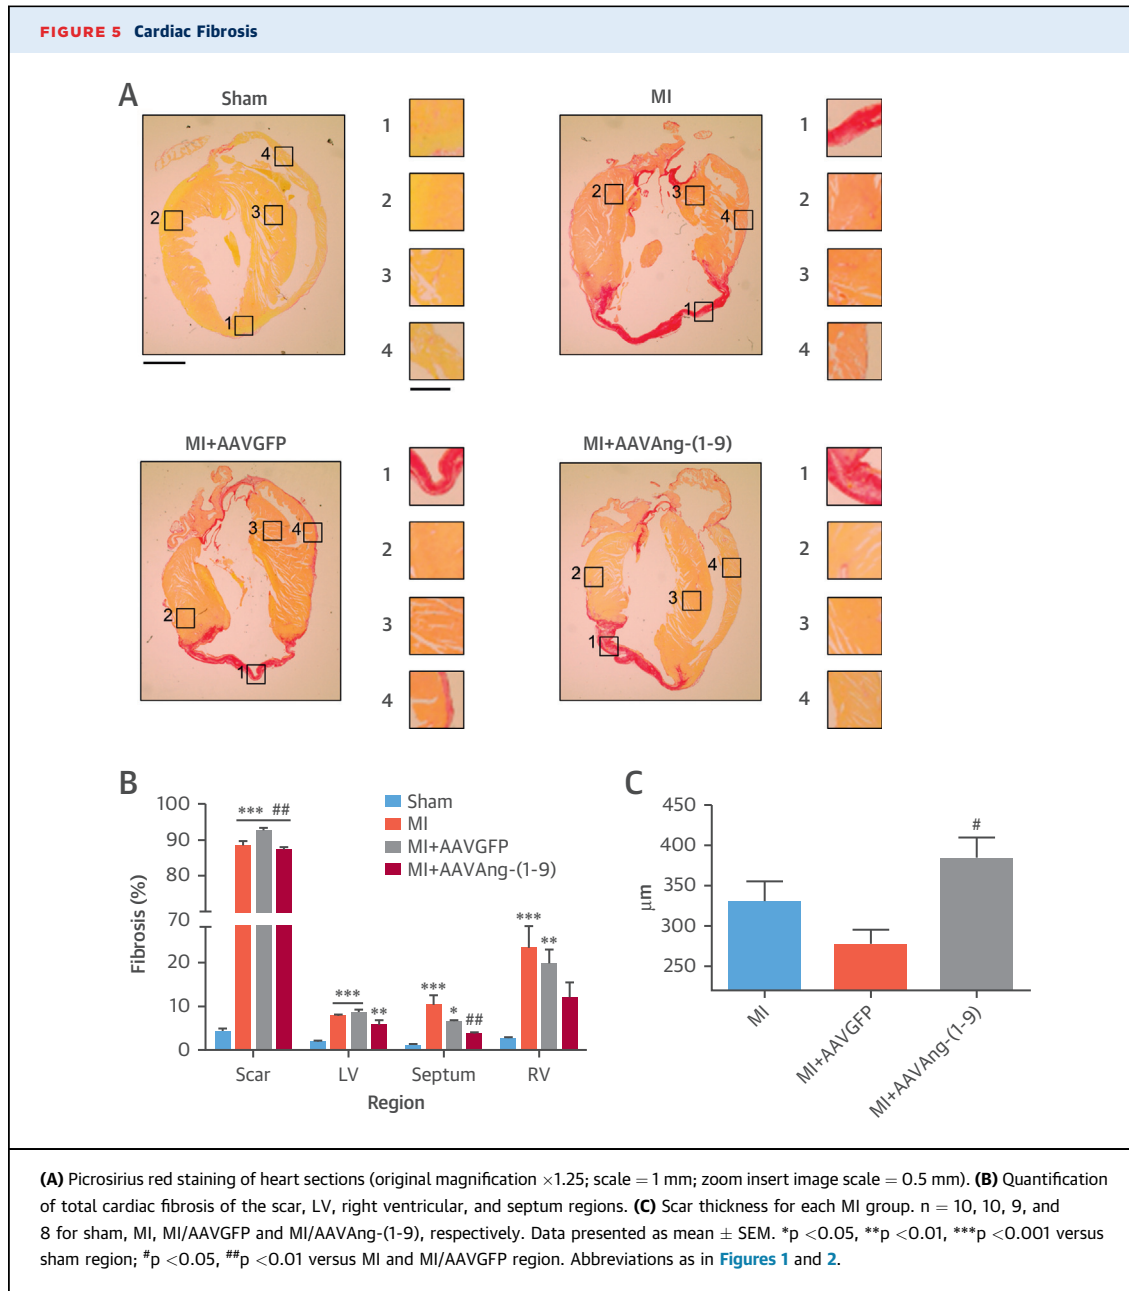 FIGURE 5 Cardiac Fibrosis
A
Sham
1
2
3
4
4
2
3
1
MI
1
2
3
4
2
3
4
1
MI+AAVGFP
1
2
3
4
3
4
2
1
MI+AAVAng-(1-9)
1
2
3
4
2
4
3
1
B
Fibrosis (%)
100
90
80
70
20
10
0
*** ##
***
**
***
*
##
***
**
Scar LV Septum RV
Region
Sham
MI
MI+AAVGFP
MI+AAVAng-(1-9)
C
µm
450
400
350
300
250
#
MI
MI+AAVGFP
MI+AAVAng-(1-9)
(A) Picrosirius red staining of heart sections (original magnification ×1.25; scale = 1 mm; zoom insert image scale = 0.5 mm). (B) Quantification
of total cardiac fibrosis of the scar, LV, right ventricular, and septum regions. (C) Scar thickness for each MI group. n = 10, 10, 9, and
8 for sham, MI, MI/AAVGFP and MI/AAVAng-(1-9), respectively. Data presented as mean ± SEM. *p <0.05, **p <0.01, ***p <0.001 versus
sham region; #p <0.05, ##p <0.01 versus MI and MI/AAVGFP region. Abbreviations as in Figures 1 and 2.